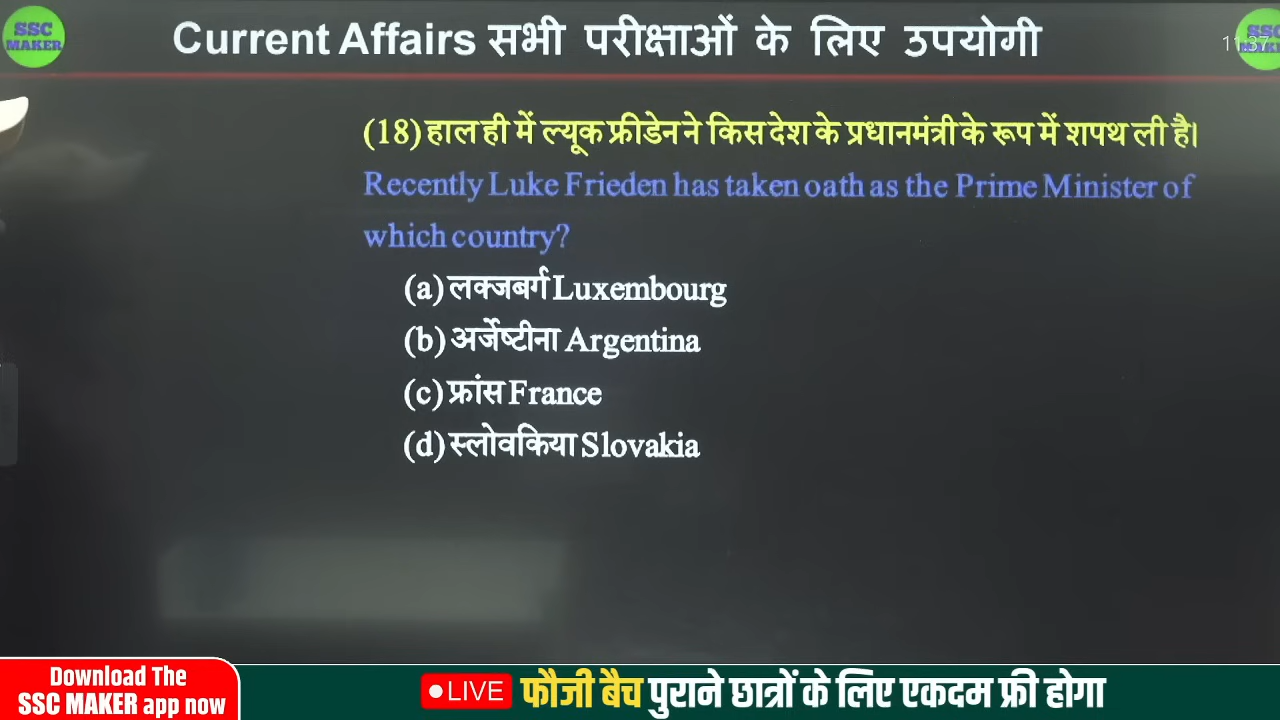 SSC
MAKER
Current Affairs सभी परीक्षाओं के लिए उपयोगी
11:37
(18) हाल ही में ल्यूक फ्रीडेन ने किस देश के प्रधानमंत्री के रूप में शपथ ली है।
Recently Luke Frieden has taken oath as the Prime Minister of
which country?
(a) लक्जबर्ग Luxembourg
(b) अर्जेष्टीना Argentina
(c) फ्रांस France
(d) स्लोवकिया Slovakia
Download The
SSC MAKER app now
LIVE फौजी बैच पुराने छात्रों के लिए एकदम फ्री होगा